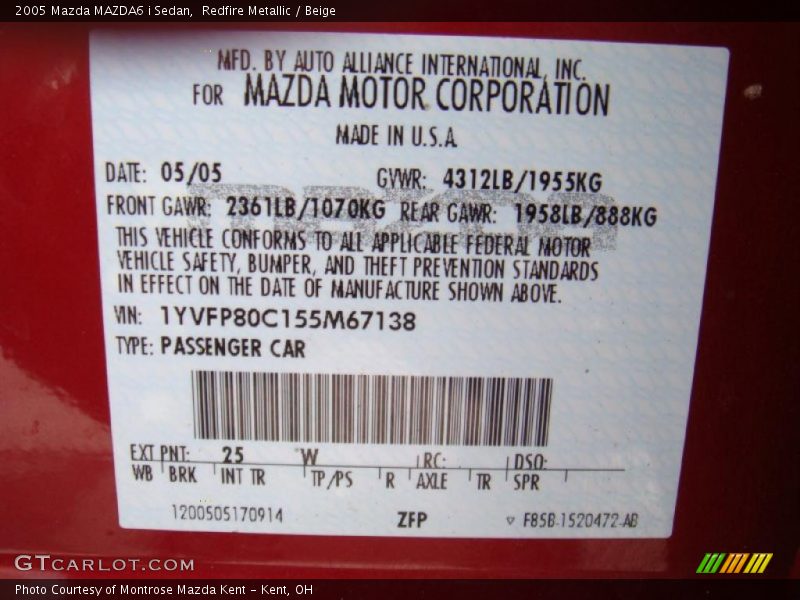 2005 Mazda MAZDA6 i Sedan,  Redfire Metallic / Beige
MFD. BY AUTO ALLIANCE INTERNATIONAL, INC.
FOR MAZDA MOTOR CORPORATION
MADE IN U.S.A.
DATE: 05/05 GVWR: 4312LB/1955KG
mazda
FRONT GAWR: 2361LB/1070KG REAR GAWR: 1958LB/888KG
THIS VEHICLE CONFORMS TO ALL APPLICABLE FEDERAL MOTOR
VEHICLE SAFETY, BUMPER, AND THEFT PREVENTION STANDARDS
IN EFFECT ON THE DATE OF MANUFACTURE SHOWN ABOVE.
VIN: 1YVFP80C155M67138
TYPE: PASSENGER CAR
EXT PNT: 25 W RC: DSO:
WB BRK INT TR TP/PS R AXLE TR SPR
1200505170914 ZFP ▽ F85B-1520472-AB
GTCARLOT.COM
Photo Courtesy of Montrose Mazda Kent - Kent, OH